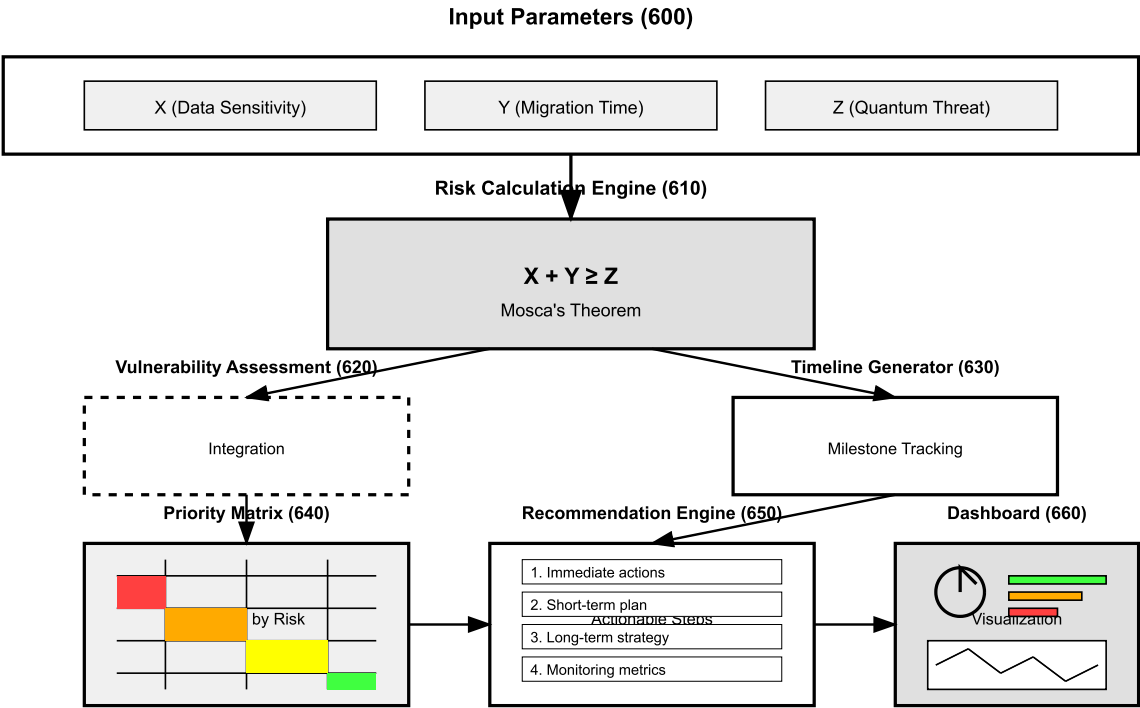 Input Parameters (600)
X (Data Sensitivity)
Y (Migration Time)
Z (Quantum Threat)
Risk Calculation Engine (610)
X + Y ≥ Z
Mosca's Theorem
Vulnerability Assessment (620)
Timeline Generator (630)
Integration
Milestone Tracking
Priority Matrix (640)
Recommendation Engine (650)
Dashboard (660)
by Risk
1. Immediate actions
2. Short-term plan
Actionable Steps
3. Long-term strategy
4. Monitoring metrics
Visualization